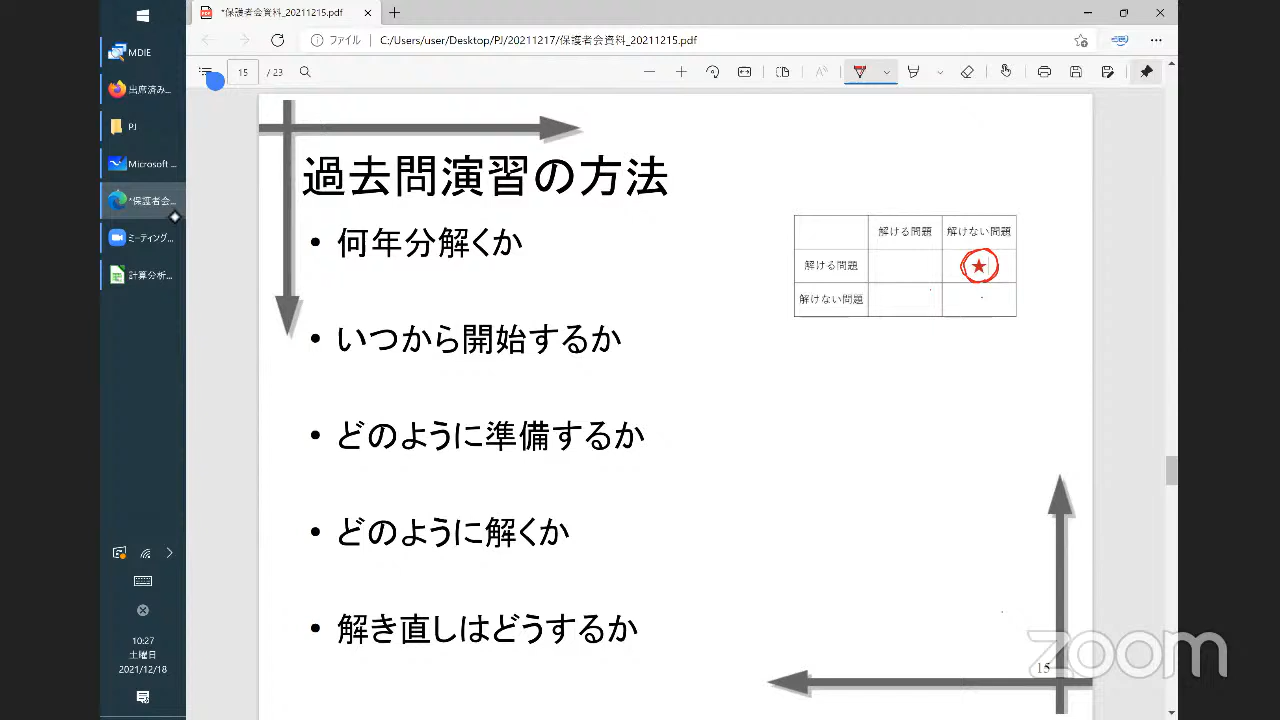 *保護者会資料_20211215.pdf
ファイル
C:/Users/user/Desktop/PJ/20211217/保護者会資料_20211215.pdf
15 / 23
MDIE
出席済み...
PJ
Microsoft ...
*保護者会...
ミーティング...
計算分析...
10:27
土曜日
2021/12/18
過去問演習の方法
• 何年分解くか
• いつから開始するか
• どのように準備するか
• どのように解くか
• 解き直しはどうするか
解ける問題 解けない問題
解ける問題 ★
解けない問題
15
zoom